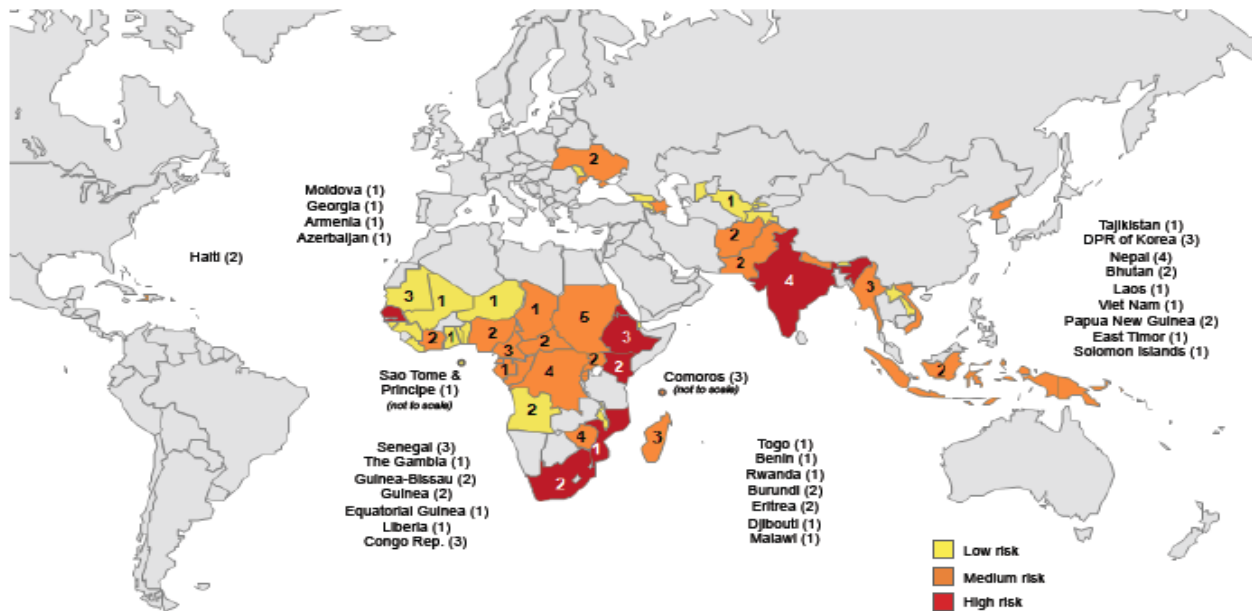 Moldova (1)
Georgia (1)
Armenia (1)
Azerbaijan (1)
Haiti (2)
2
1
2
2
4
3
2
Tajikistan (1)
DPR of Korea (3)
Nepal (4)
Bhutan (2)
Laos (1)
Viet Nam (1)
Papua New Guinea (2)
East Timor (1)
Solomon Islands (1)
3
1
1
1
5
2
2
1
3
2
3
1
4
2
2
2
4
1
3
2
Sao Tome &
Principe (1)
(not to scale)
Comoros (3)
(not to scale)
Senegal (3)
The Gambia (1)
Guinea-Bissau (2)
Guinea (2)
Equatorial Guinea (1)
Liberia (1)
Congo Rep. (3)
Togo (1)
Benin (1)
Rwanda (1)
Burundi (2)
Eritrea (2)
Djibouti (1)
Malawi (1)
Low risk
Medium risk
High risk